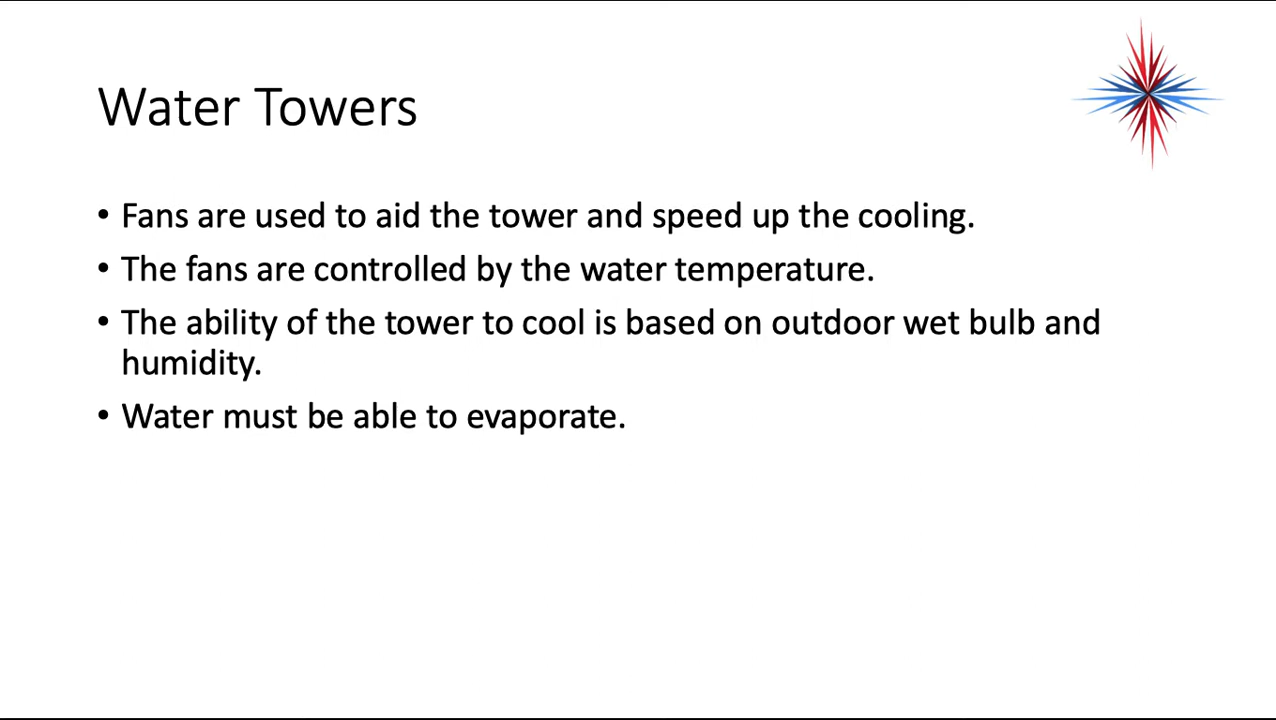 Water Towers
• Fans are used to aid the tower and speed up the cooling.
• The fans are controlled by the water temperature.
• The ability of the tower to cool is based on outdoor wet bulb and
humidity.
• Water must be able to evaporate.